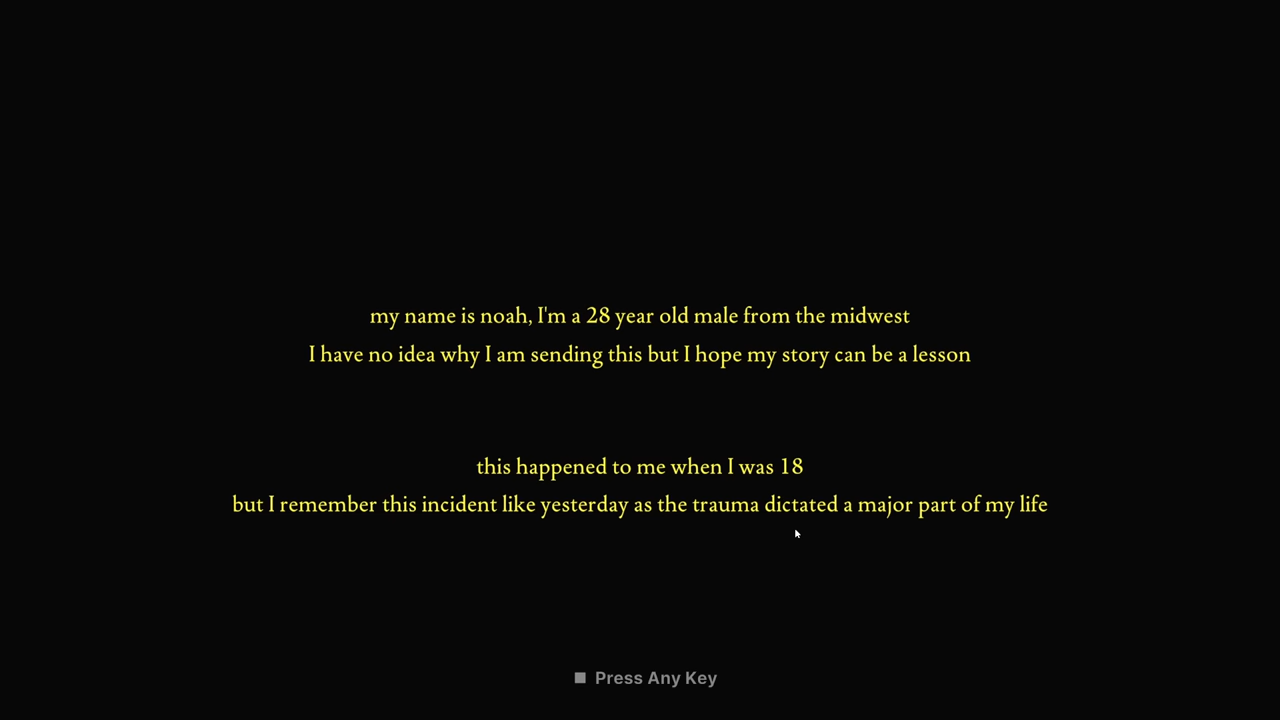 my name is noah, I'm a 28 year old male from the midwest
I have no idea why I am sending this but I hope my story can be a lesson
this happened to me when I was 18
but I remember this incident like yesterday as the trauma dictated a major part of my life
Press Any Key